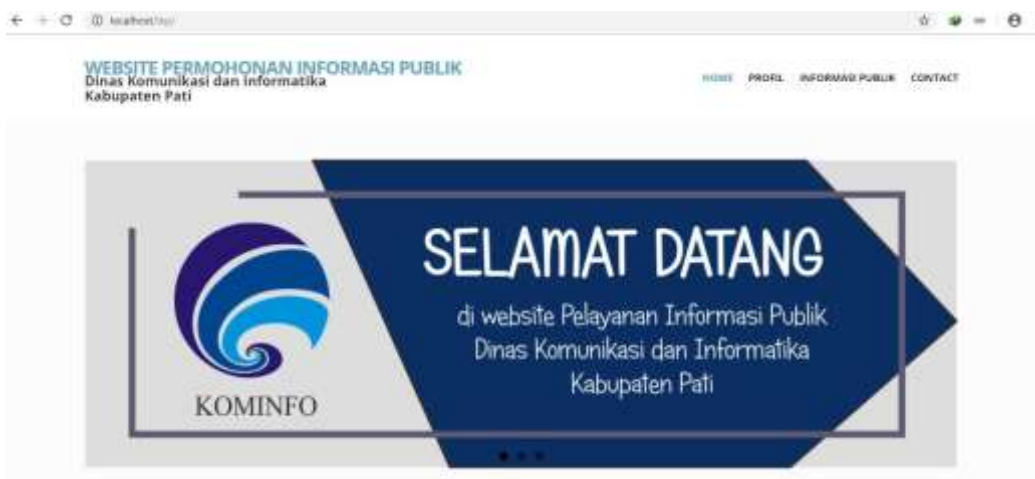 localhost/
WEBSITE PERMOHONAN INFORMASI PUBLIK
Dinas Komunikasi dan Informatika
Kabupaten Pati
HOME PROFIL INFORMASI PUBLIK CONTACT
SELAMAT DATANG
di website Pelayanan Informasi Publik
Dinas Komunikasi dan Informatika
Kabupaten Pati
KOMINFO